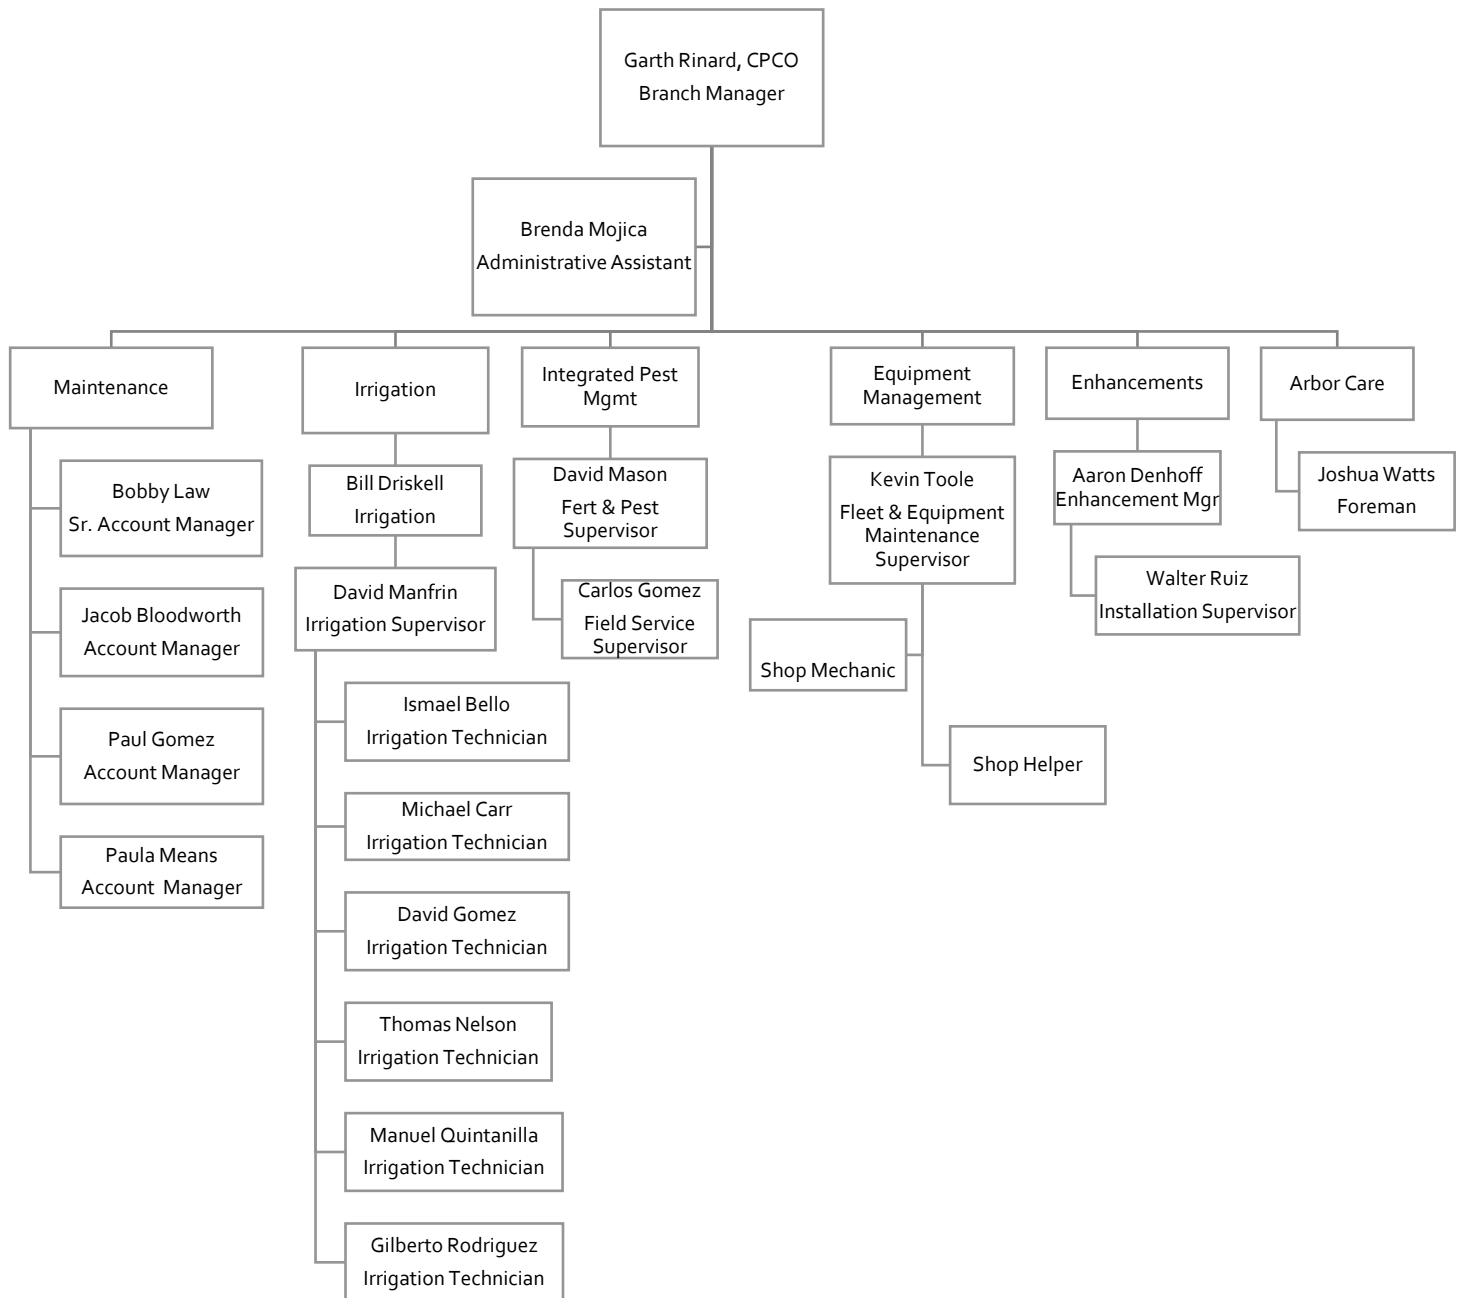 Garth Rinard, CPCO
Branch Manager
Brenda Mojica
Administrative Assistant
Maintenance
Bobby Law
Sr. Account Manager
Jacob Bloodworth
Account Manager
Paul Gomez
Account Manager
Paula Means
Account  Manager
Irrigation
Bill Driskell
Irrigation
David Manfrin
Irrigation Supervisor
Ismael Bello
Irrigation Technician
Michael Carr
Irrigation Technician
David Gomez
Irrigation Technician
Thomas Nelson
Irrigation Technician
Manuel Quintanilla
Irrigation Technician
Gilberto Rodriguez
Irrigation Technician
Integrated Pest
Mgmt
David Mason
Fert & Pest
Supervisor
Carlos Gomez
Field Service
Supervisor
Equipment
Management
Kevin Toole
Fleet & Equipment
Maintenance
Supervisor
Shop Mechanic
Shop Helper
Enhancements
Aaron Denhoff
Enhancement Mgr
Walter Ruiz
Installation Supervisor
Arbor Care
Joshua Watts
Foreman